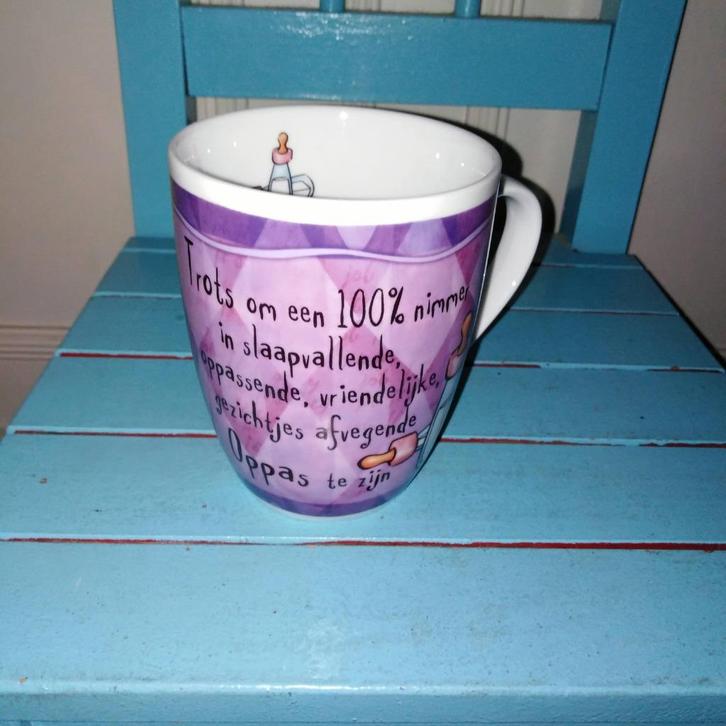 Trots om een 100% nimmer
in slaapvallende,
oppassende, vriendelijke,
gezichtjes afvegende
Oppas te zijn